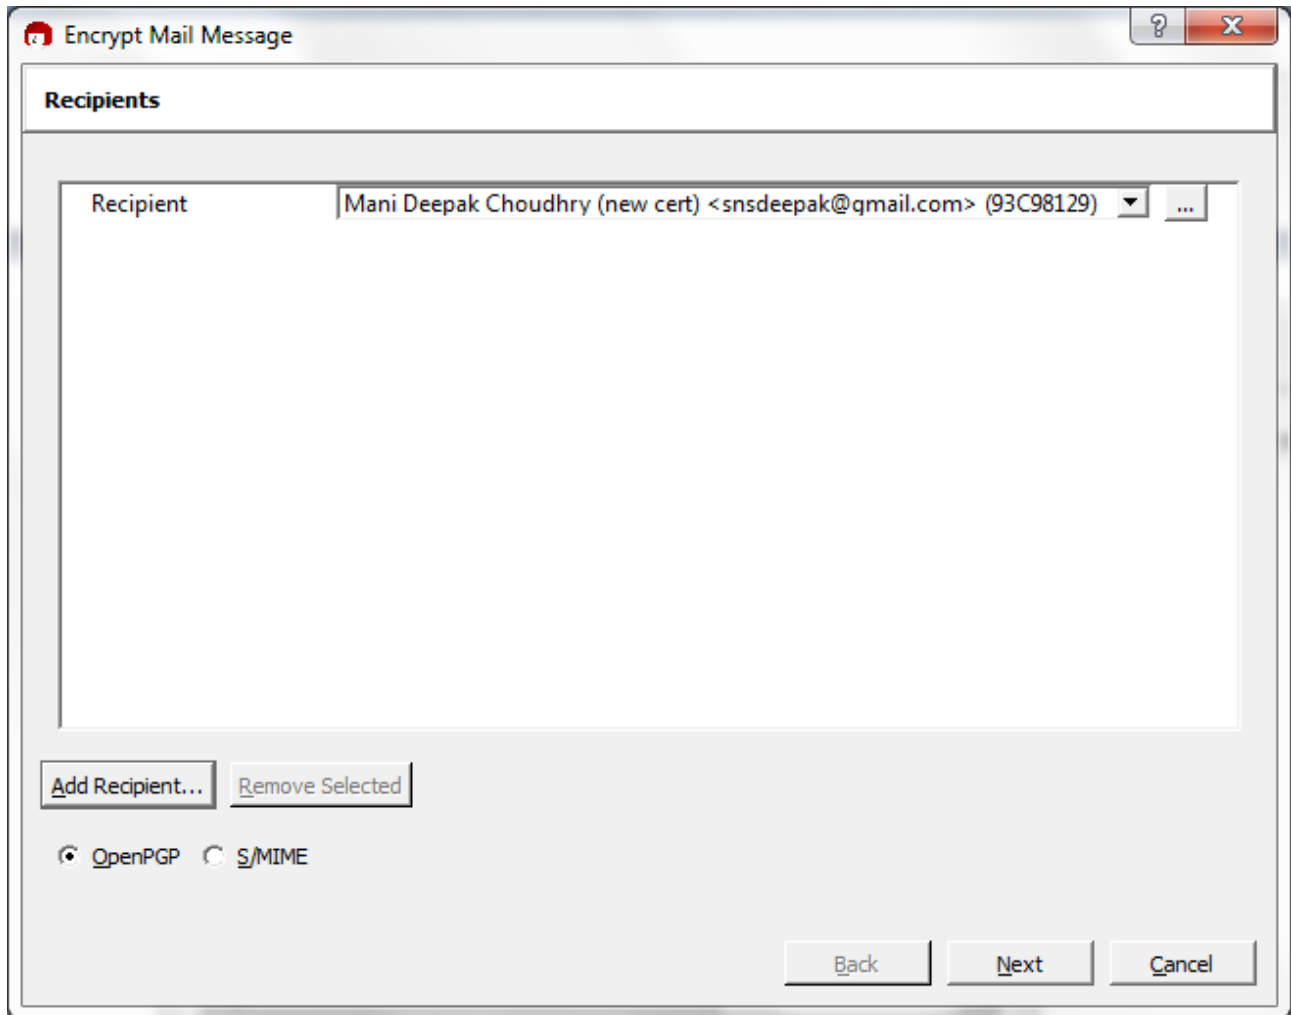 Encrypt Mail Message
Recipients
Recipient Mani Deepak Choudhry (new cert) <snsdeepak@gmail.com> (93C98129) ...
Add Recipient... Remove Selected
OpenPGP S/MIME
Back Next Cancel